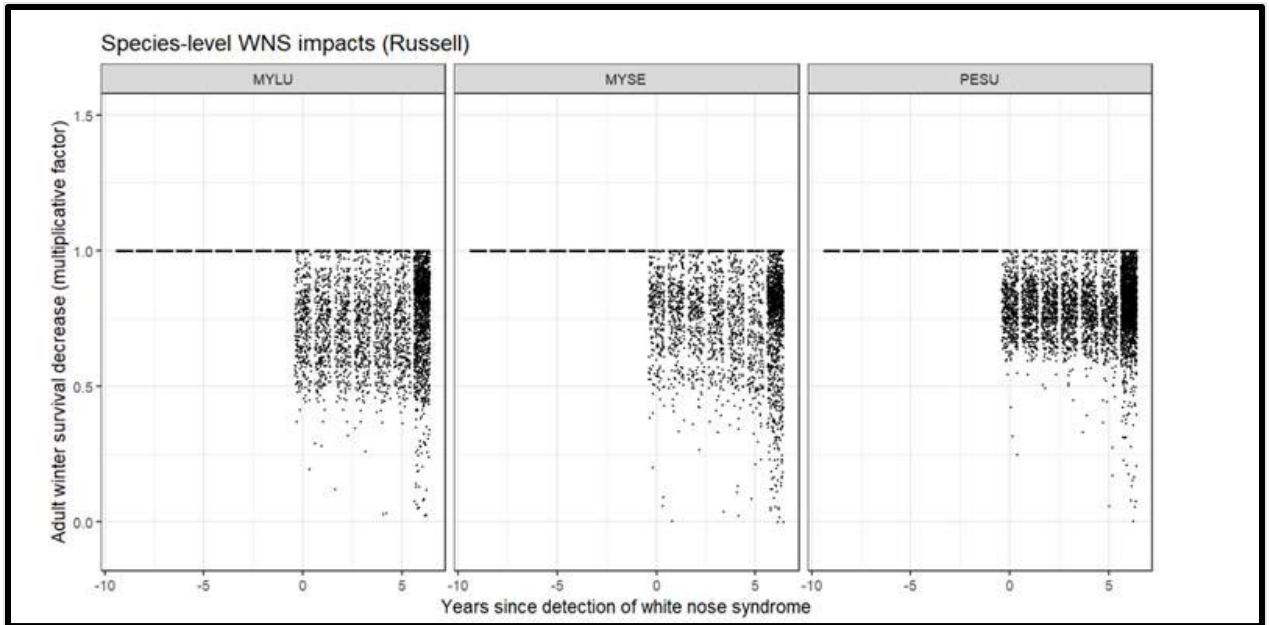 Species-level WNS impacts (Russell)
MYLU MYSE PESU
Adult winter survival decrease (multiplicative factor)
1.5
1.0
0.5
0.0
-10 -5 0 5 -10 -5 0 5 -10 -5 0 5
Years since detection of white nose syndrome